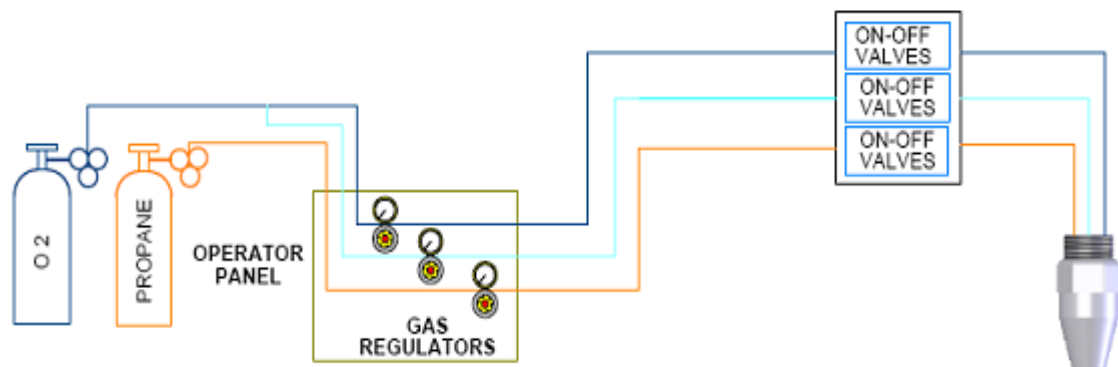 ON-OFF
VALVES
ON-OFF
VALVES
ON-OFF
VALVES
O 2
PROPANE
OPERATOR
PANEL
GAS
REGULATORS